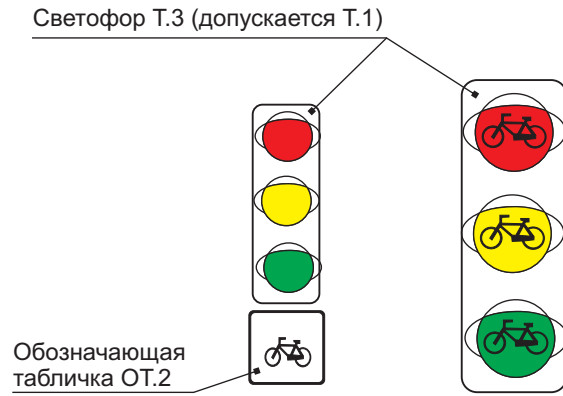 Светофор Т.3 (допускается Т.1)
Обозначающая
табличка ОТ.2